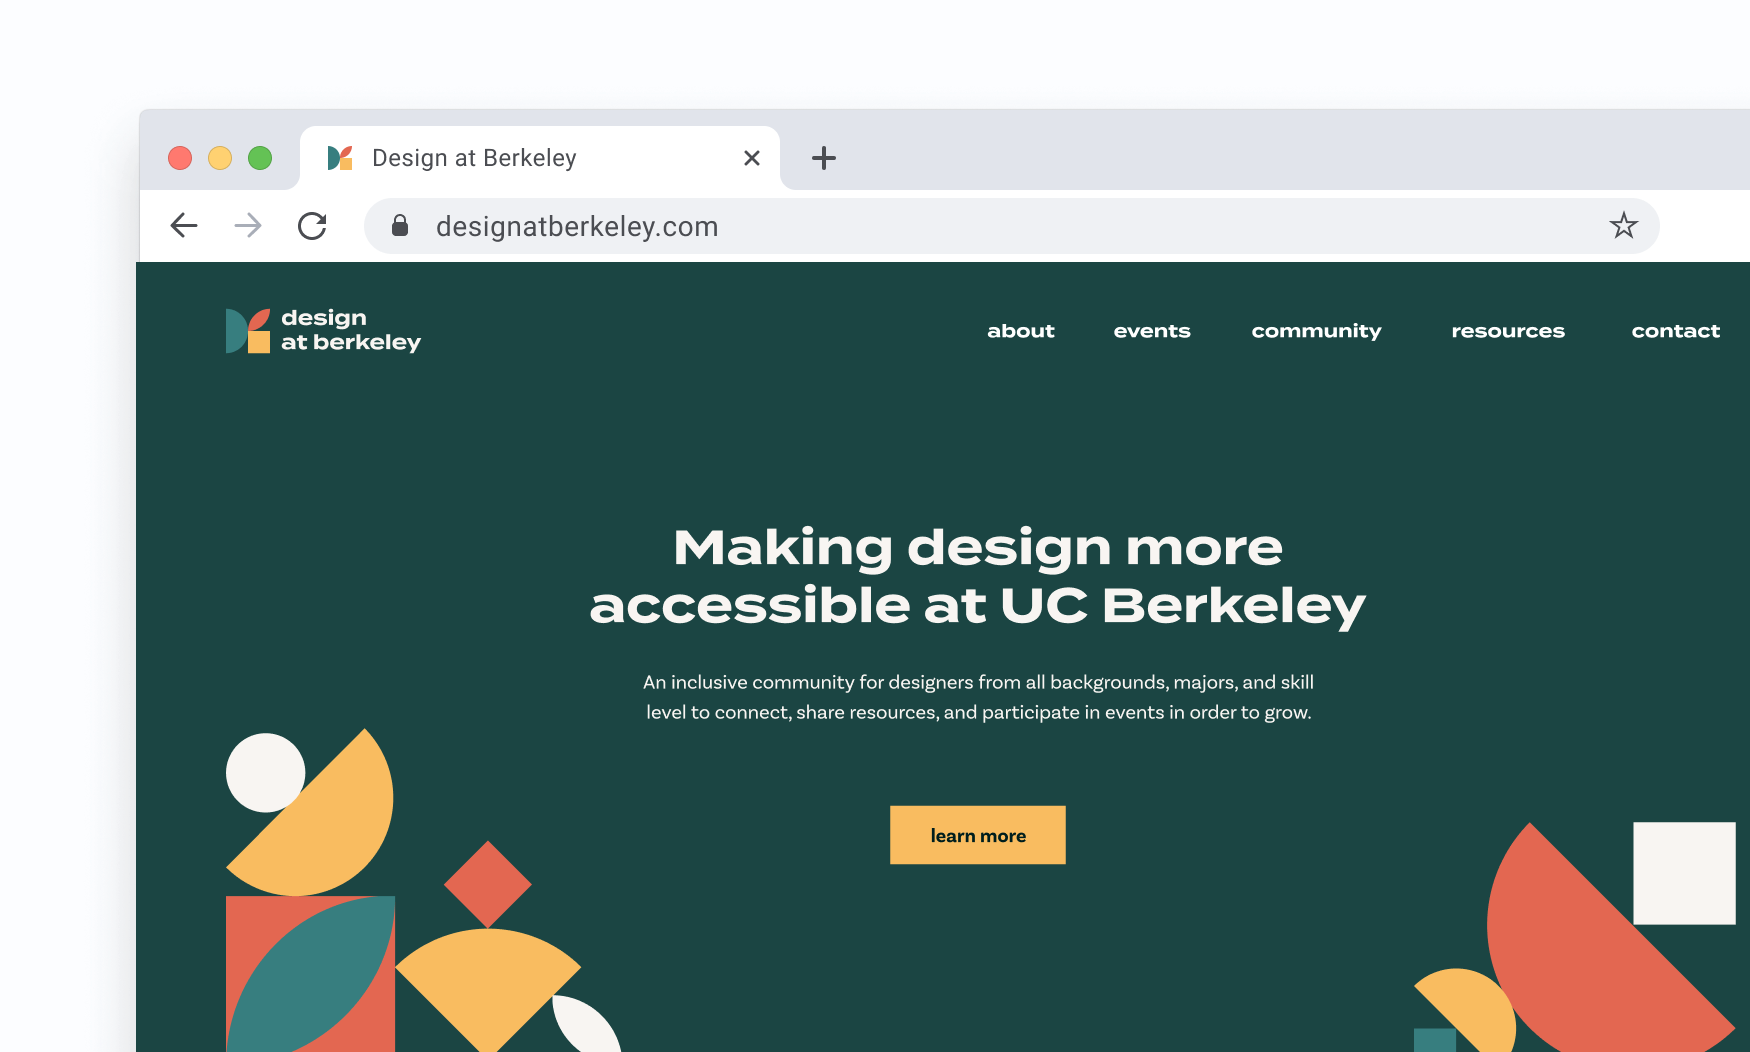 Design at Berkeley
designatberkeley.com
design
at berkeley
about events community resources contact
Making design more
accessible at UC Berkeley
An inclusive community for designers from all backgrounds, majors, and skill
level to connect, share resources, and participate in events in order to grow.
learn more